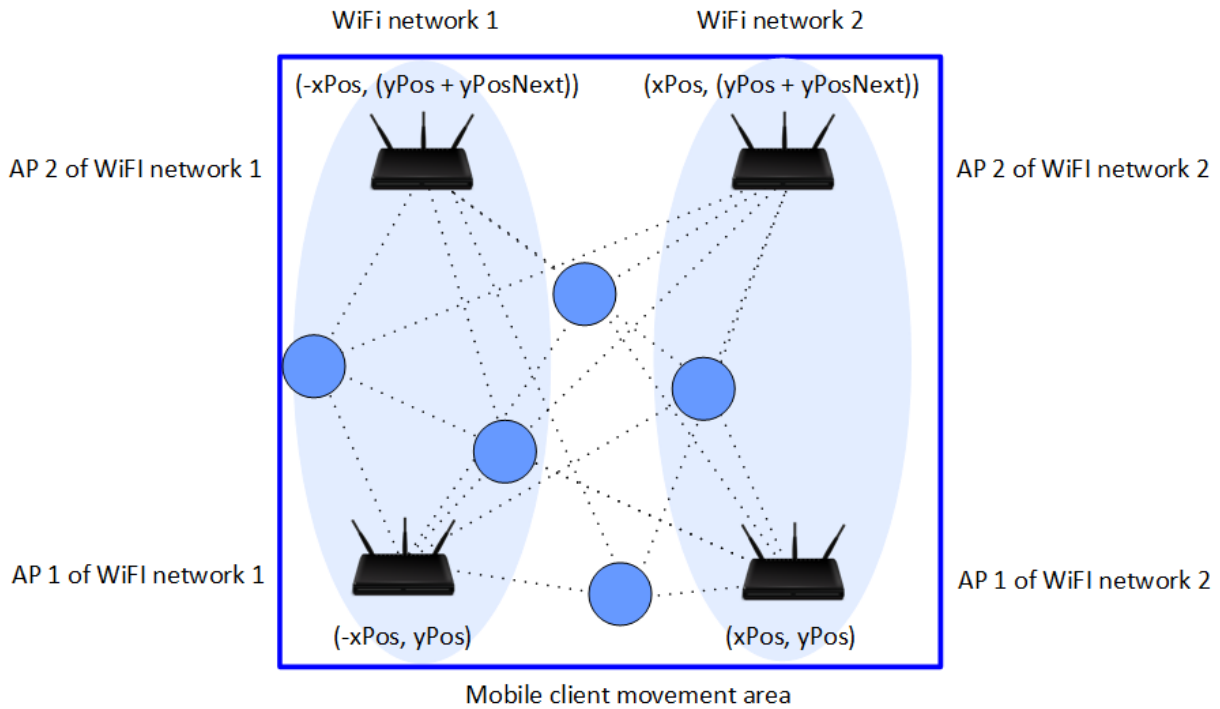 WiFi network 1
WiFi network 2
(-xPos, (yPos + yPosNext))
(xPos, (yPos + yPosNext))
AP 2 of WiFI network 1
AP 2 of WiFI network 2
AP 1 of WiFI network 1
AP 1 of WiFI network 2
(-xPos, yPos)
(xPos, yPos)
Mobile client movement area